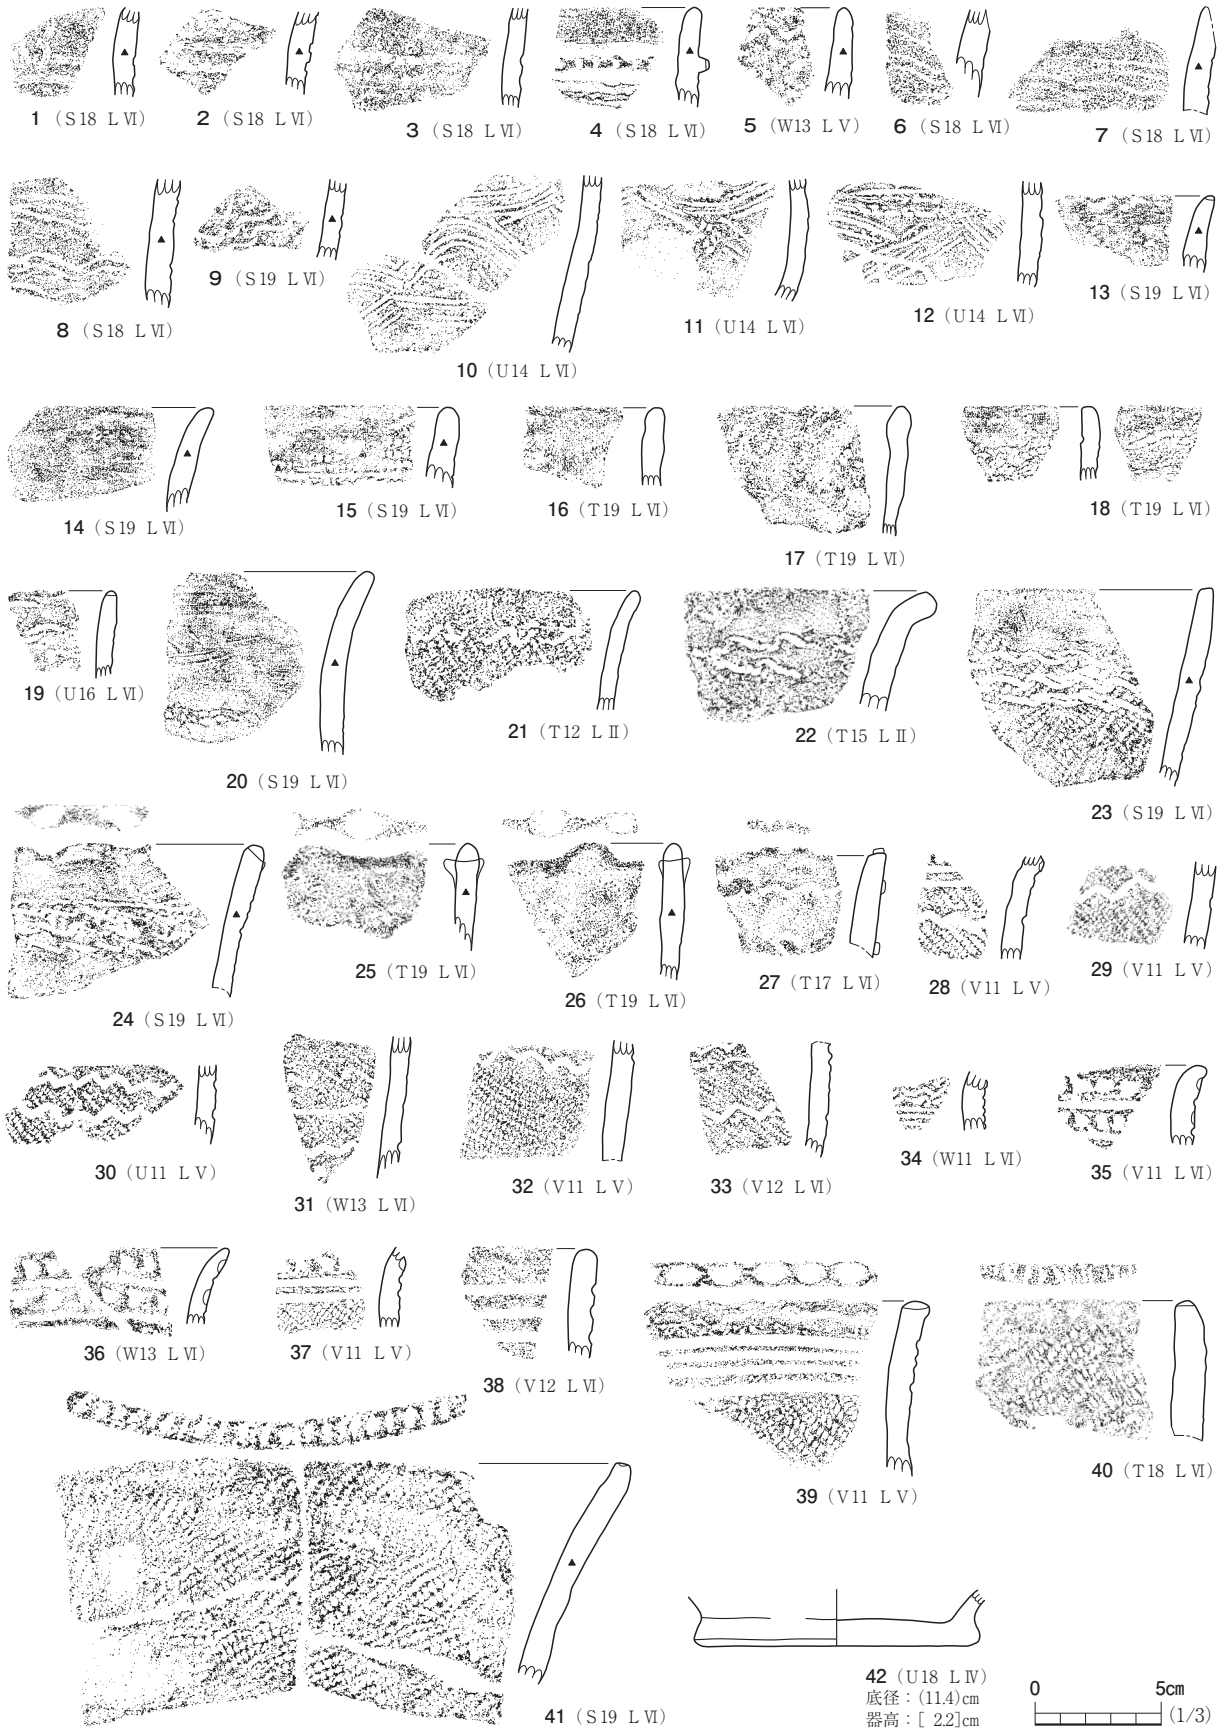 1（S18 LⅥ）
2（S18 LⅥ）
3（S18 LⅥ）
4（S18 LⅥ）
5（W13 LⅤ）
6（S18 LⅥ）
7（S18 LⅥ）
8（S18 LⅥ）
9（S19 LⅥ）
10（U14 LⅥ）
11（U14 LⅥ）
12（U14 LⅥ）
13（S19 LⅥ）
14（S19 LⅥ）
15（S19 LⅥ）
16（T19 LⅥ）
17（T19 LⅥ）
18（T19 LⅥ）
19（U16 LⅥ）
20（S19 LⅥ）
21（T12 LⅡ）
22（T15 LⅡ）
23（S19 LⅥ）
24（S19 LⅥ）
25（T19 LⅥ）
26（T19 LⅥ）
27（T17 LⅥ）
28（V11 LⅤ）
29（V11 LⅤ）
30（U11 LⅤ）
31（W13 LⅥ）
32（V11 LⅤ）
33（V12 LⅥ）
34（W11 LⅥ）
35（V11 LⅥ）
36（W13 LⅥ）
37（V11 LⅤ）
38（V12 LⅥ）
39（V11 LⅤ）
40（T18 LⅥ）
41（S19 LⅥ）
42（U18 LⅣ）
底径：(11.4)cm
器高：[ 2.2]cm
0 5cm
(1/3)